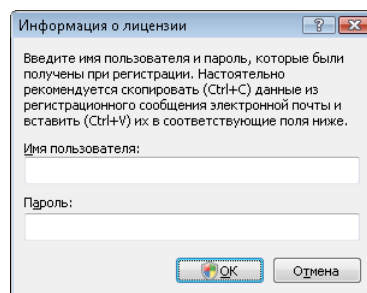 Информация о лицензии
Введите имя пользователя и пароль, которые были
получены при регистрации. Настоятельно
рекомендуется скопировать (Ctrl+C) данные из
регистрационного сообщения электронной почты и
вставить (Ctrl+V) их в соответствующие поля ниже.
Имя пользователя:
Пароль:
OK
Отмена